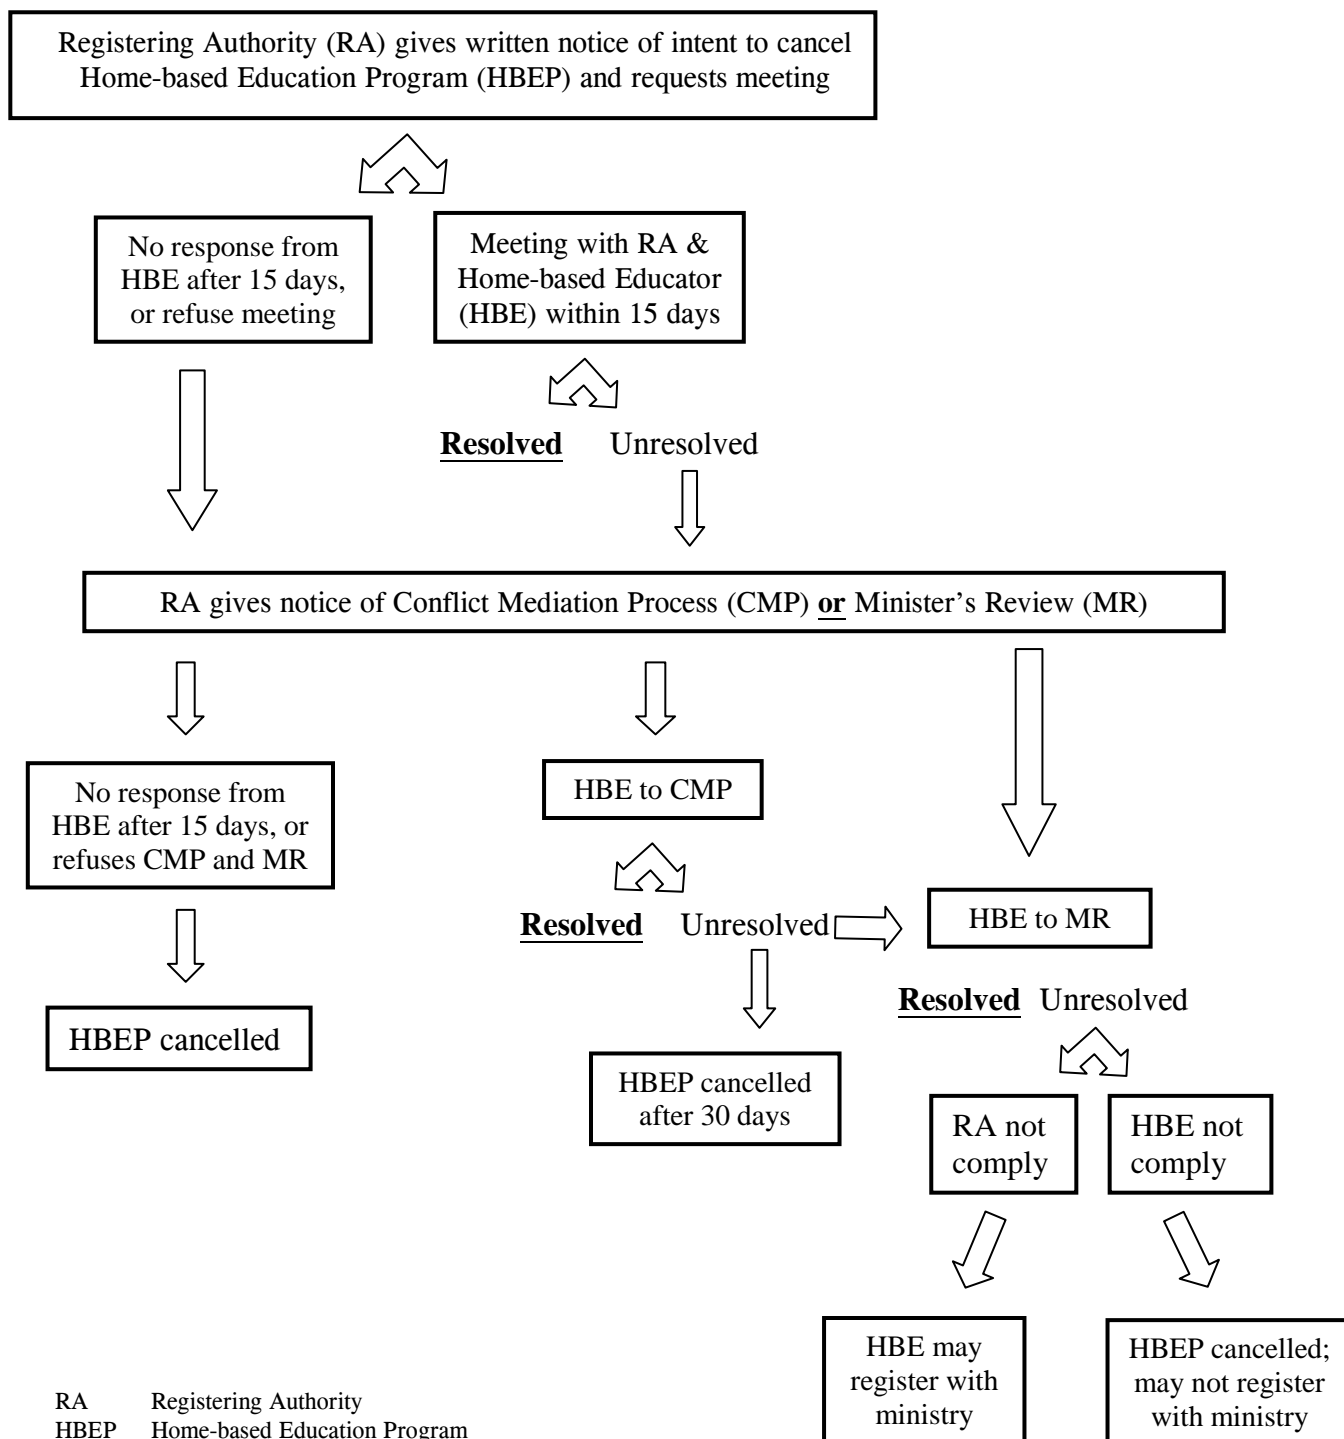 Registering Authority (RA) gives written notice of intent to cancel
Home-based Education Program (HBEP) and requests meeting
No response from
HBE after 15 days,
or refuse meeting
Meeting with RA &
Home-based Educator
(HBE) within 15 days
Resolved Unresolved
RA gives notice of Conflict Mediation Process (CMP) or Minister’s Review (MR)
No response from
HBE after 15 days, or
refuses CMP and MR
HBE to CMP
Resolved Unresolved
HBE to MR
Resolved Unresolved
HBEP cancelled
HBEP cancelled
after 30 days
RA not
comply
HBE not
comply
HBE may
register with
ministry
HBEP cancelled;
may not register
with ministry
RA Registering Authority
HBEP Home-based Education Program